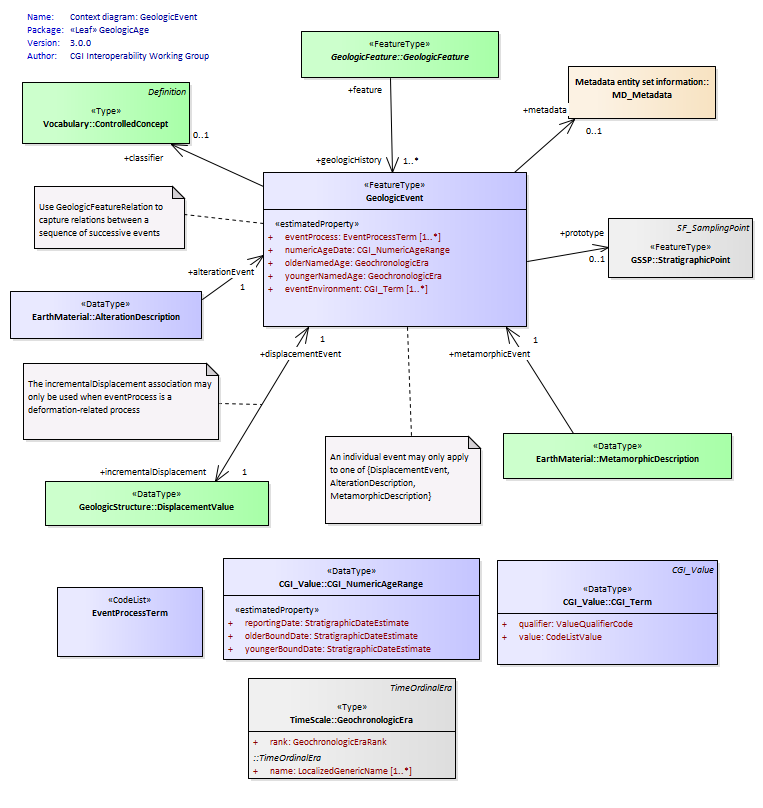 Name: Context diagram: GeologicEvent
Package: «Leaf» GeologicAge
Version: 3.0.0
Author: CGI Interoperability Working Group
«FeatureType»
GeologicFeature::GeologicFeature
+feature
+geologicHistory
1..*
Metadata entity set information::
MD_Metadata
+metadata
0..1
Definition
«Type»
Vocabulary::ControlledConcept
0..1
+classifier
Use GeologicFeatureRelation to
capture relations between a
sequence of successive events
«FeatureType»
GeologicEvent
«estimatedProperty»
+ eventProcess: EventProcessTerm [1..*]
+ numericAgeDate: CGI_NumericAgeRange
+ olderNamedAge: GeochronologicEra
+ youngerNamedAge: GeochronologicEra
+ eventEnvironment: CGI_Term [1..*]
+prototype
0..1
SF_SamplingPoint
«FeatureType»
GSSP::StratigraphicPoint
+alterationEvent
1
«DataType»
EarthMaterial::AlterationDescription
1
+displacementEvent
1
+metamorphicEvent
The incrementalDisplacement association may
only be used when eventProcess is a
deformation-related process
An individual event may only apply
to one of {DisplacementEvent,
AlterationDescription,
MetamorphicDescription}
«DataType»
EarthMaterial::MetamorphicDescription
+incrementalDisplacement
1
«DataType»
GeologicStructure::DisplacementValue
«CodeList»
EventProcessTerm
«DataType»
CGI_Value::CGI_NumericAgeRange
«estimatedProperty»
+ reportingDate: StratigraphicDateEstimate
+ olderBoundDate: StratigraphicDateEstimate
+ youngerBoundDate: StratigraphicDateEstimate
CGI_Value
«DataType»
CGI_Value::CGI_Term
+ qualifier: ValueQualifierCode
+ value: CodeListValue
TimeOrdinalEra
«Type»
TimeScale::GeochronologicEra
+ rank: GeochronologicEraRank
::TimeOrdinalEra
+ name: LocalizedGenericName [1..*]